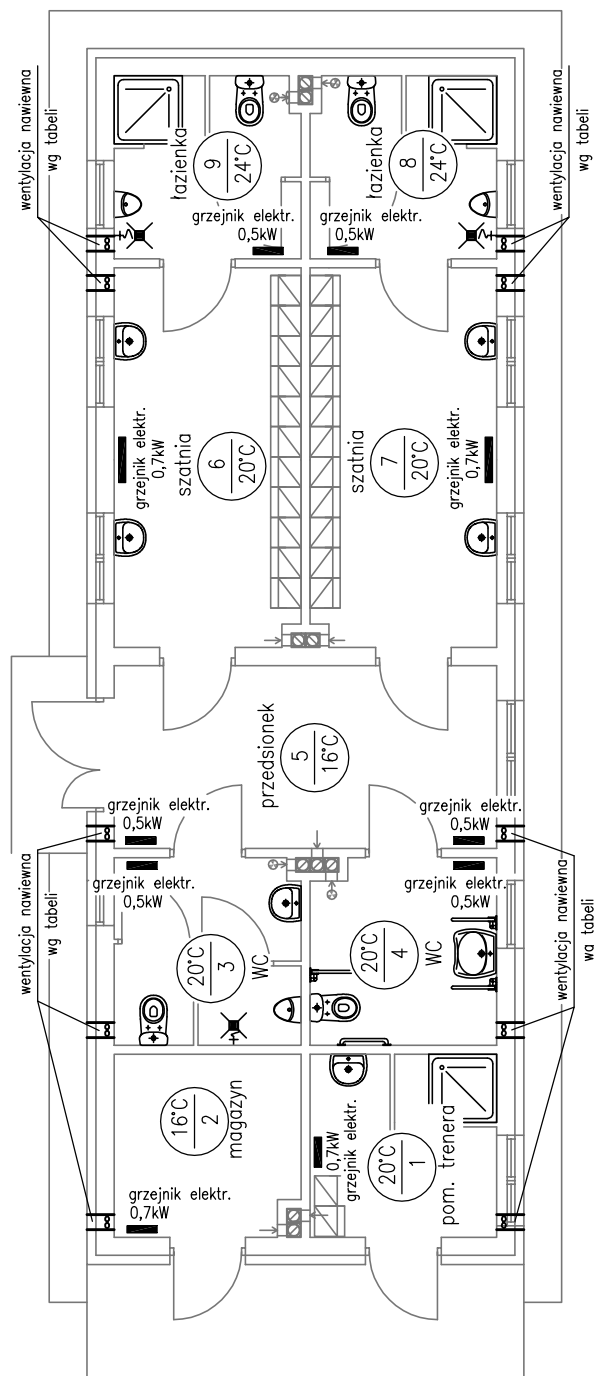 wentylacja nawiewna
wg tabeli
wentylacja nawiewna
wg tabeli
łazienka
9
24°C
łazienka
8
24°C
grzejnik elektr.
0,5kW
grzejnik elektr.
0,5kW
grzejnik elektr.
0,7kW
szatnia
6
20°C
szatnia
7
20°C
grzejnik elektr.
0,7kW
przedsionek
5
16°C
grzejnik elektr.
0,5kW
grzejnik elektr.
0,5kW
grzejnik elektr.
0,5kW
grzejnik elektr.
0,5kW
wentylacja nawiewna
wg tabeli
20°C
3
WC
20°C
4
WC
wentylacja nawiewna
wa tabeli
16°C
2
magazyn
grzejnik elektr.
0,7kW
0,7kW
grzejnik elektr.
20°C
1
pom. trenera